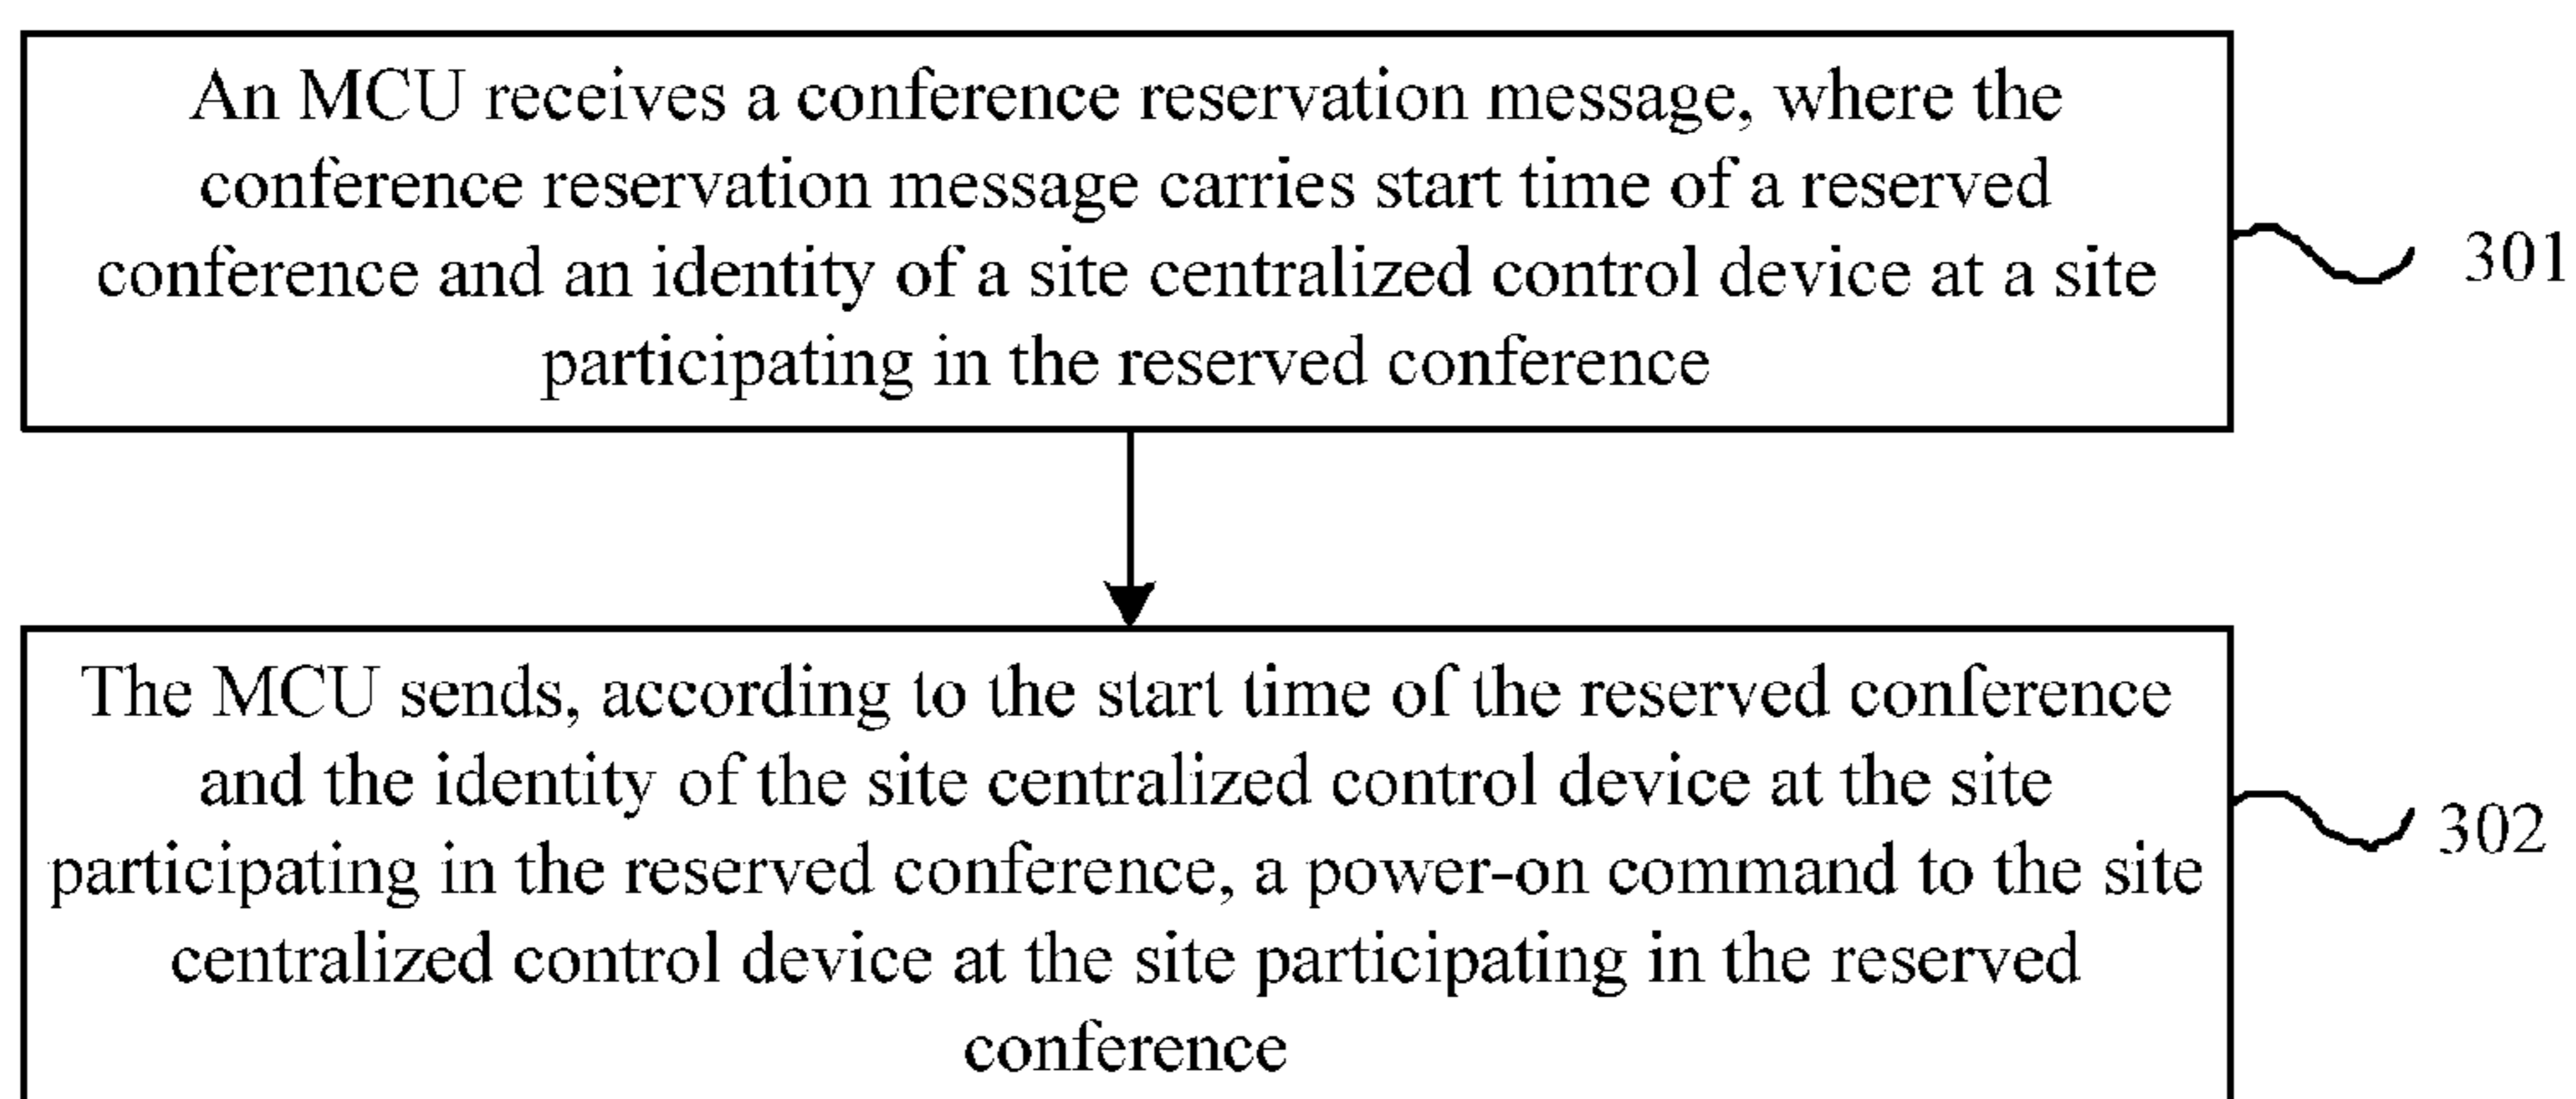 An MCU receives a conference reservation message, where the
conference reservation message carries start time of a reserved
conference and an identity of a site centralized control device at a site
participating in the reserved conference
301
The MCU sends, according to the start time of the reserved conference
and the identity of the site centralized control device at the site
participating in the reserved conference, a power-on command to the site
centralized control device at the site participating in the reserved
conference
302